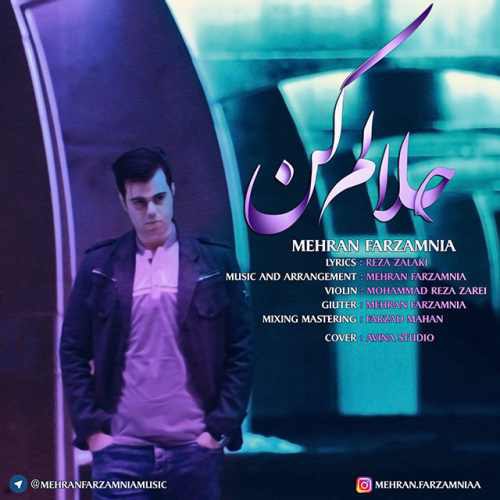 حلالم کن
MEHRAN FARZAMNIA
LYRICS : REZA ZALAKI
MUSIC AND ARRANGEMENT : MEHRAN FARZAMNIA
VIOLIN : MOHAMMAD REZA ZAREI
GIUTER : MEHRAN FARZAMNIA
MIXING MASTERING : FARZAD MAHAN
COVER : AVINA STUDIO
@MEHRANFARZAMNIAMUSIC
MEHRAN.FARZAMNIAA